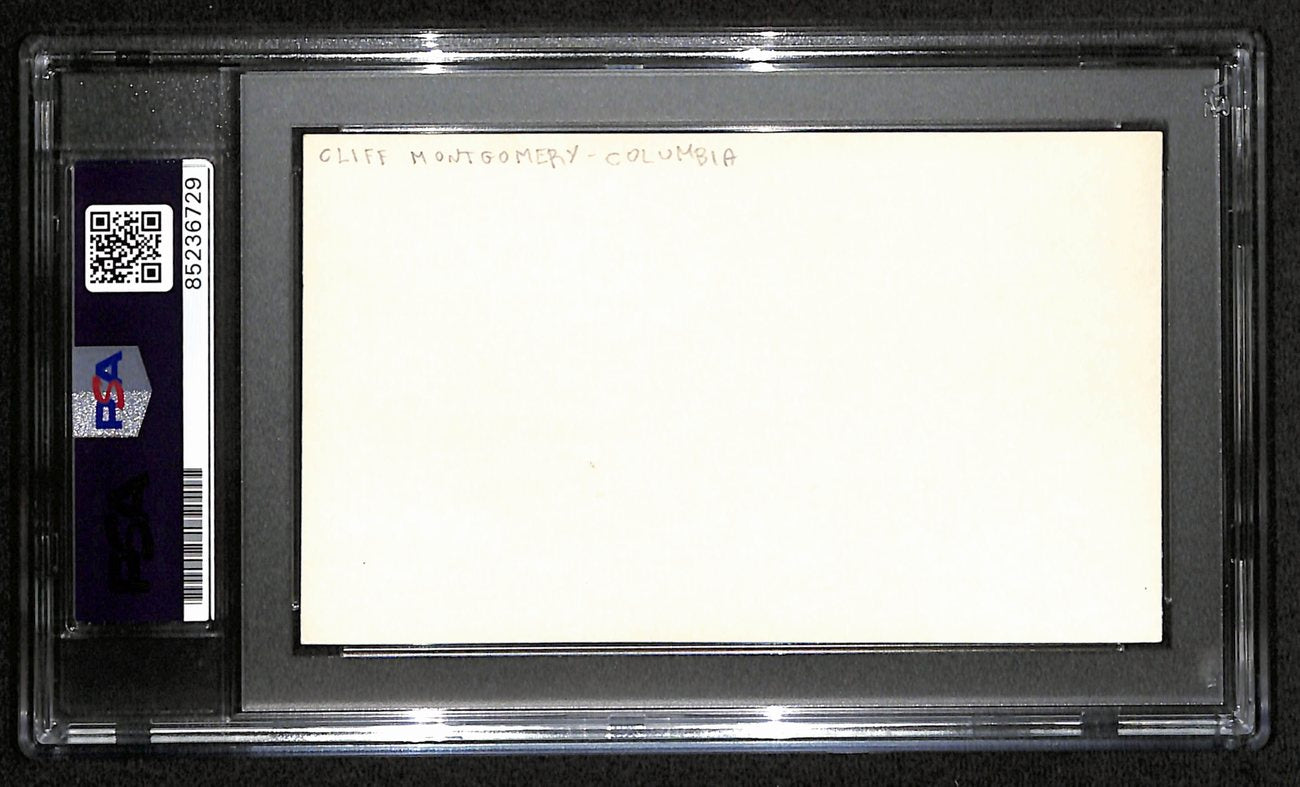 CLIFF MONTGOMERY - COLUMBIA
85236729
PSA
PSA